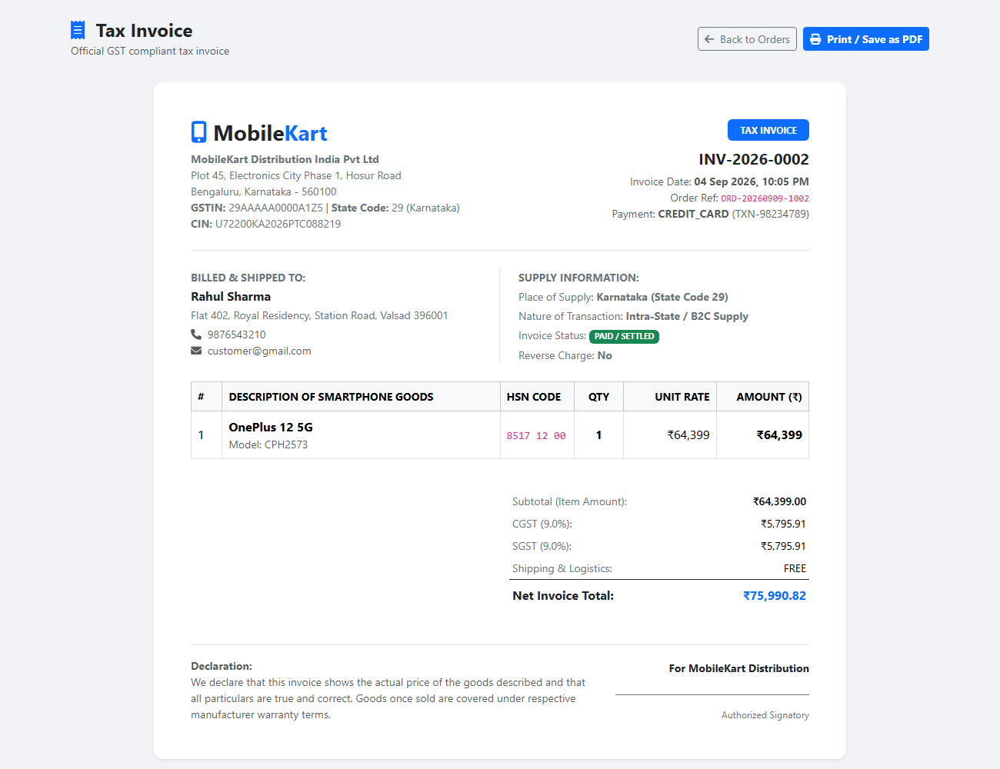 Tax Invoice
Official GST compliant tax invoice
Back to Orders
Print / Save as PDF
MobileKart
MobileKart Distribution India Pvt Ltd
Plot 45, Electronics City Phase 1, Hosur Road
Bengaluru, Karnataka - 560100
GSTIN: 29AAAAA0000A1Z5 | State Code: 29 (Karnataka)
CIN: U72200KA2026PTC088219
TAX INVOICE
INV-2026-0002
Invoice Date: 04 Sep 2026, 10:05 PM
Order Ref: ORD-20260909-1002
Payment: CREDIT_CARD (TXN-98234789)
BILLED & SHIPPED TO:
Rahul Sharma
Flat 402, Royal Residency, Station Road, Valsad 396001
9876543210
customer@gmail.com
SUPPLY INFORMATION:
Place of Supply: Karnataka (State Code 29)
Nature of Transaction: Intra-State / B2C Supply
Invoice Status: PAID / SETTLED
Reverse Charge: No
# DESCRIPTION OF SMARTPHONE GOODS HSN CODE QTY UNIT RATE AMOUNT (₹)
1 OnePlus 12 5G 8517 12 00 1 ₹64,399 ₹64,399
Model: CPH2573
Subtotal (Item Amount): ₹64,399.00
CGST (9.0%): ₹5,795.91
SGST (9.0%): ₹5,795.91
Shipping & Logistics: FREE
Net Invoice Total: ₹75,990.82
Declaration:
We declare that this invoice shows the actual price of the goods described and that
all particulars are true and correct. Goods once sold are covered under respective
manufacturer warranty terms.
For MobileKart Distribution
Authorized Signatory